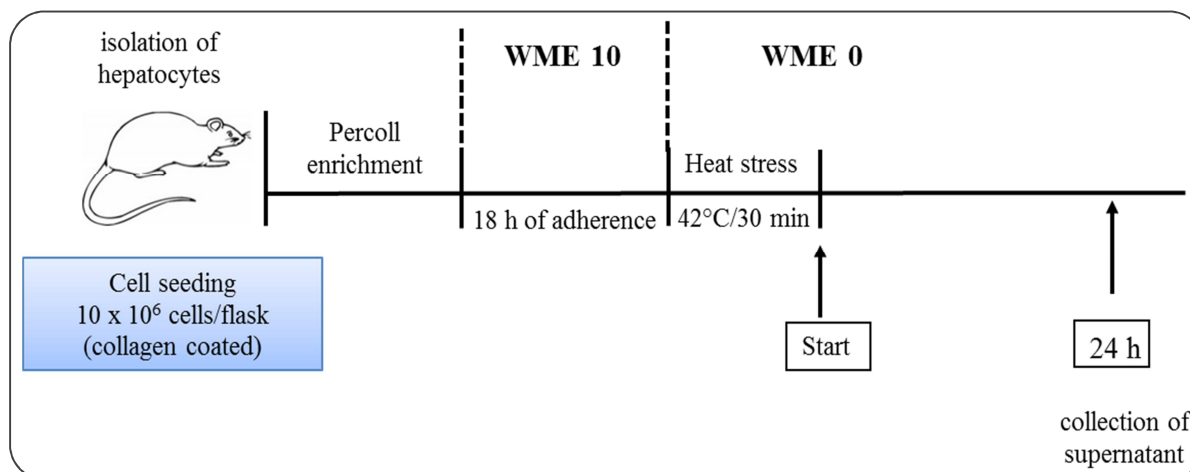 isolation of
hepatocytes
Percoll
enrichment
WME 10
18 h of adherence
WME 0
Heat stress
42°C/30 min
Cell seeding
10 x 10⁶ cells/flask
(collagen coated)
Start
24 h
collection of
supernatant